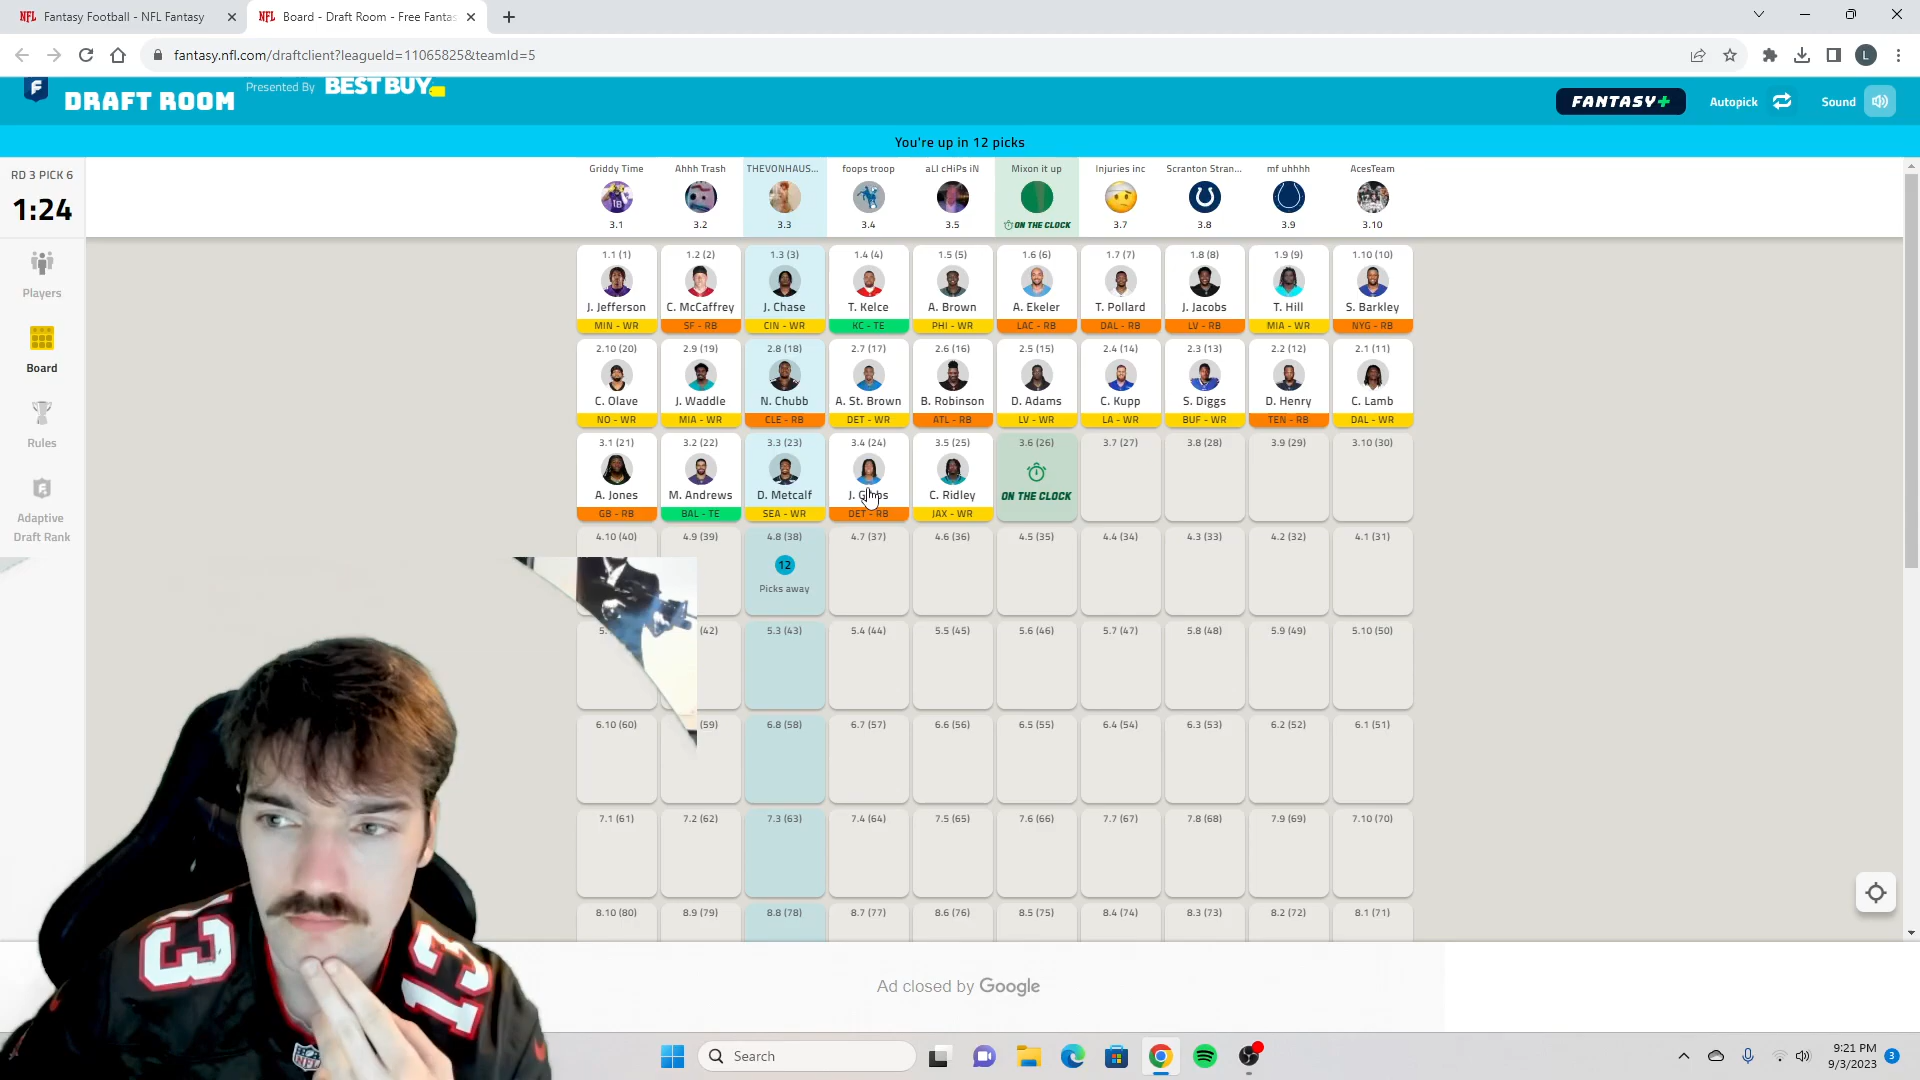 Fantasy Football - NFL Fantasy
Board - Draft Room - Free Fantas
fantasy.nfl.com/draftclient?leagueId=11065825&teamId=5
L
DRAFT ROOM
Presented By
BEST BUY
FANTASY+
Autopick
Sound
You're up in 12 picks
RD 3 PICK 6
1:24
Players
Board
Rules
Adaptive
Draft Rank
Griddy Time
Ahhh Trash
THEVONHAUS...
foops troop
aLl cHiPs iN
Mixon it up
Injuries inc
Scranton Stran...
mf uhhhh
AcesTeam
3.1
3.2
3.3
3.4
3.5
ON THE CLOCK
3.7
3.8
3.9
3.10
1.1 (1)
1.2 (2)
1.3 (3)
1.4 (4)
1.5 (5)
1.6 (6)
1.7 (7)
1.8 (8)
1.9 (9)
1.10 (10)
J. Jefferson
C. McCaffrey
J. Chase
T. Kelce
A. Brown
A. Ekeler
T. Pollard
J. Jacobs
T. Hill
S. Barkley
MIN - WR
SF - RB
CIN - WR
KC - TE
PHI - WR
LAC - RB
DAL - RB
LV - RB
MIA - WR
NYG - RB
2.10 (20)
2.9 (19)
2.8 (18)
2.7 (17)
2.6 (16)
2.5 (15)
2.4 (14)
2.3 (13)
2.2 (12)
2.1 (11)
C. Olave
J. Waddle
N. Chubb
A. St. Brown
B. Robinson
D. Adams
C. Kupp
S. Diggs
D. Henry
C. Lamb
NO - WR
MIA - WR
CLE - RB
DET - WR
ATL - RB
LV - WR
LA - WR
BUF - WR
TEN - RB
DAL - WR
3.1 (21)
3.2 (22)
3.3 (23)
3.4 (24)
3.5 (25)
3.6 (26)
3.7 (27)
3.8 (28)
3.9 (29)
3.10 (30)
A. Jones
M. Andrews
D. Metcalf
J. Gibbs
C. Ridley
ON THE CLOCK
GB - RB
BAL - TE
SEA - WR
DET - RB
JAX - WR
4.10 (40)
4.9 (39)
4.8 (38)
4.7 (37)
4.6 (36)
4.5 (35)
4.4 (34)
4.3 (33)
4.2 (32)
4.1 (31)
12
Picks away
5.
(42)
5.3 (43)
5.4 (44)
5.5 (45)
5.6 (46)
5.7 (47)
5.8 (48)
5.9 (49)
5.10 (50)
6.10 (60)
(59)
6.8 (58)
6.7 (57)
6.6 (56)
6.5 (55)
6.4 (54)
6.3 (53)
6.2 (52)
6.1 (51)
7.1 (61)
7.2 (62)
7.3 (63)
7.4 (64)
7.5 (65)
7.6 (66)
7.7 (67)
7.8 (68)
7.9 (69)
7.10 (70)
8.10 (80)
8.9 (79)
8.8 (78)
8.7 (77)
8.6 (76)
8.5 (75)
8.4 (74)
8.3 (73)
8.2 (72)
8.1 (71)
13
13
NFL
Ad closed by Google
Search
9:21 PM
9/3/2023
3